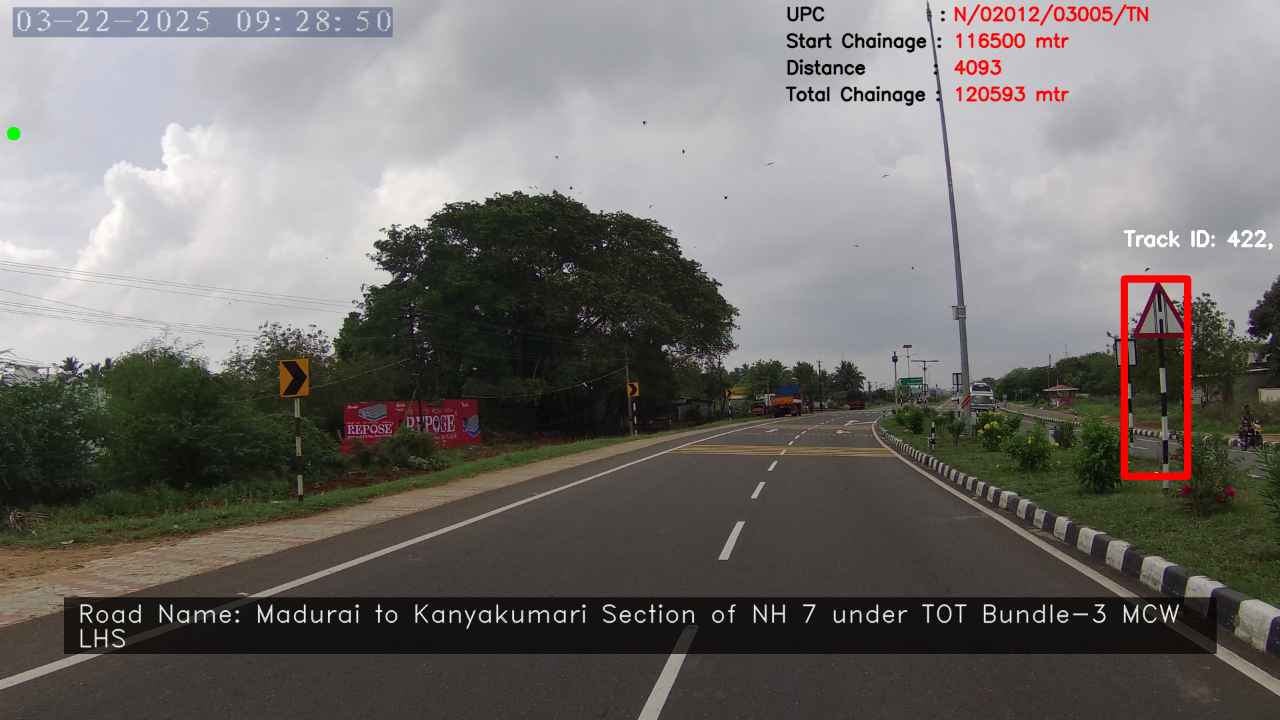 03-22-2025 09:28:50
UPC : N/02012/03005/TN
Start Chainage : 116500 mtr
Distance : 4093
Total Chainage : 120593 mtr
Track ID: 422,
REPOSE
REPOSE
Road Name: Madurai to Kanyakumari Section of NH 7 under TOT Bundle-3 MCW
LHS